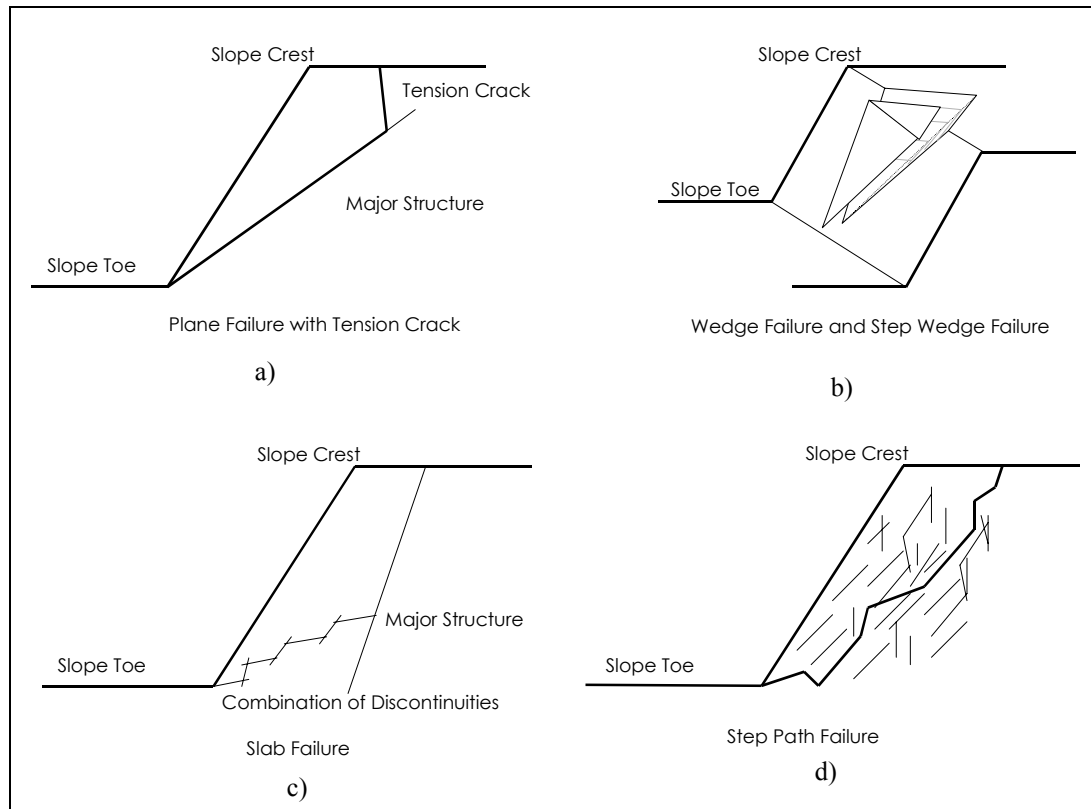 Slope Crest
Tension Crack
Major Structure
Slope Toe
Plane Failure with Tension Crack
a)
Slope Crest
Slope Toe
Wedge Failure and Step Wedge Failure
b)
Slope Crest
Major Structure
Slope Toe
Combination of Discontinuities
Slab Failure
c)
Slope Crest
Slope Toe
Step Path Failure
d)